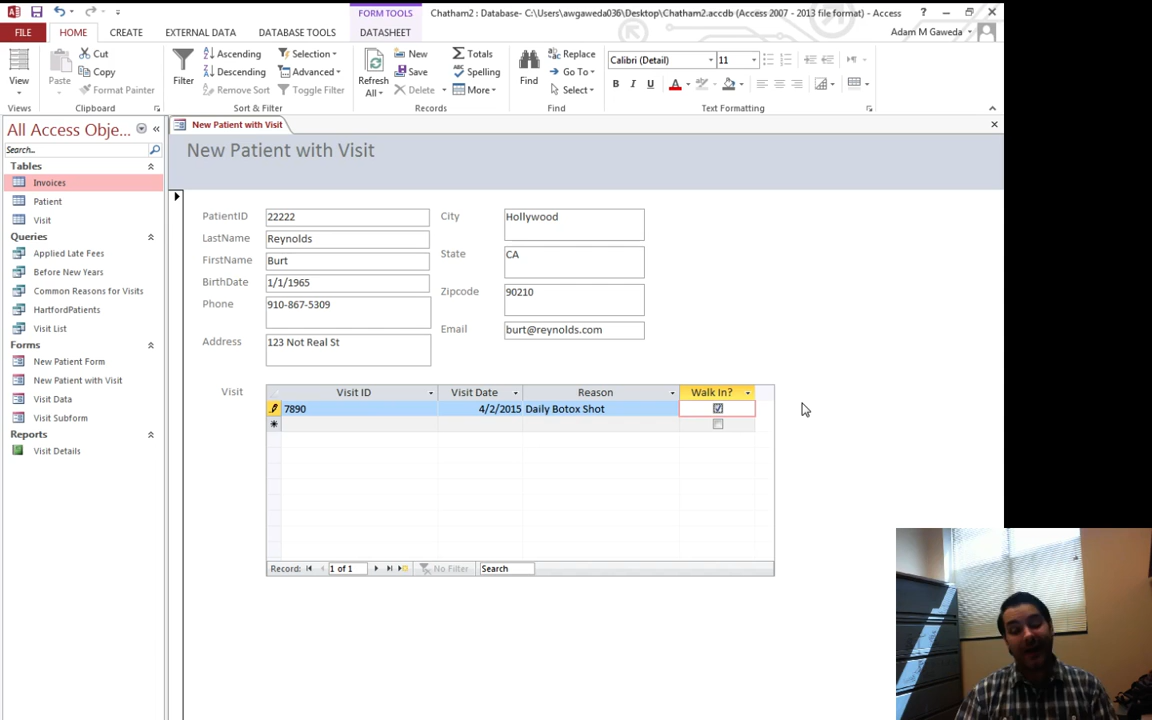 FORM TOOLS
Chatham2 : Database- C:\Users\awgaweda036\Desktop\Chatham2.accdb (Access 2007 - 2013 file format) - Access
FILE
HOME
CREATE
EXTERNAL DATA
DATABASE TOOLS
DATASHEET
Adam M Gaweda
View
Views
Paste
Cut
Copy
Format Painter
Clipboard
Filter
Ascending
Descending
Remove Sort
Selection
Advanced
Toggle Filter
Sort & Filter
Refresh
All
New
Save
Delete
Totals
Spelling
More
Records
Find
Replace
Go To
Select
Find
Calibri (Detail)
11
B I U
A
Text Formatting
All Access Obje...
Search...
Tables
Invoices
Patient
Visit
Queries
Applied Late Fees
Before New Years
Common Reasons for Visits
HartfordPatients
Visit List
Forms
New Patient Form
New Patient with Visit
Visit Data
Visit Subform
Reports
Visit Details
New Patient with Visit
New Patient with Visit
PatientID 22222
LastName Reynolds
FirstName Burt
BirthDate 1/1/1965
Phone 910-867-5309
Address 123 Not Real St
City Hollywood
State CA
Zipcode 90210
Email burt@reynolds.com
Visit
Visit ID Visit Date Reason Walk In?
7890 4/2/2015 Daily Botox Shot
Record: 1 of 1 No Filter Search